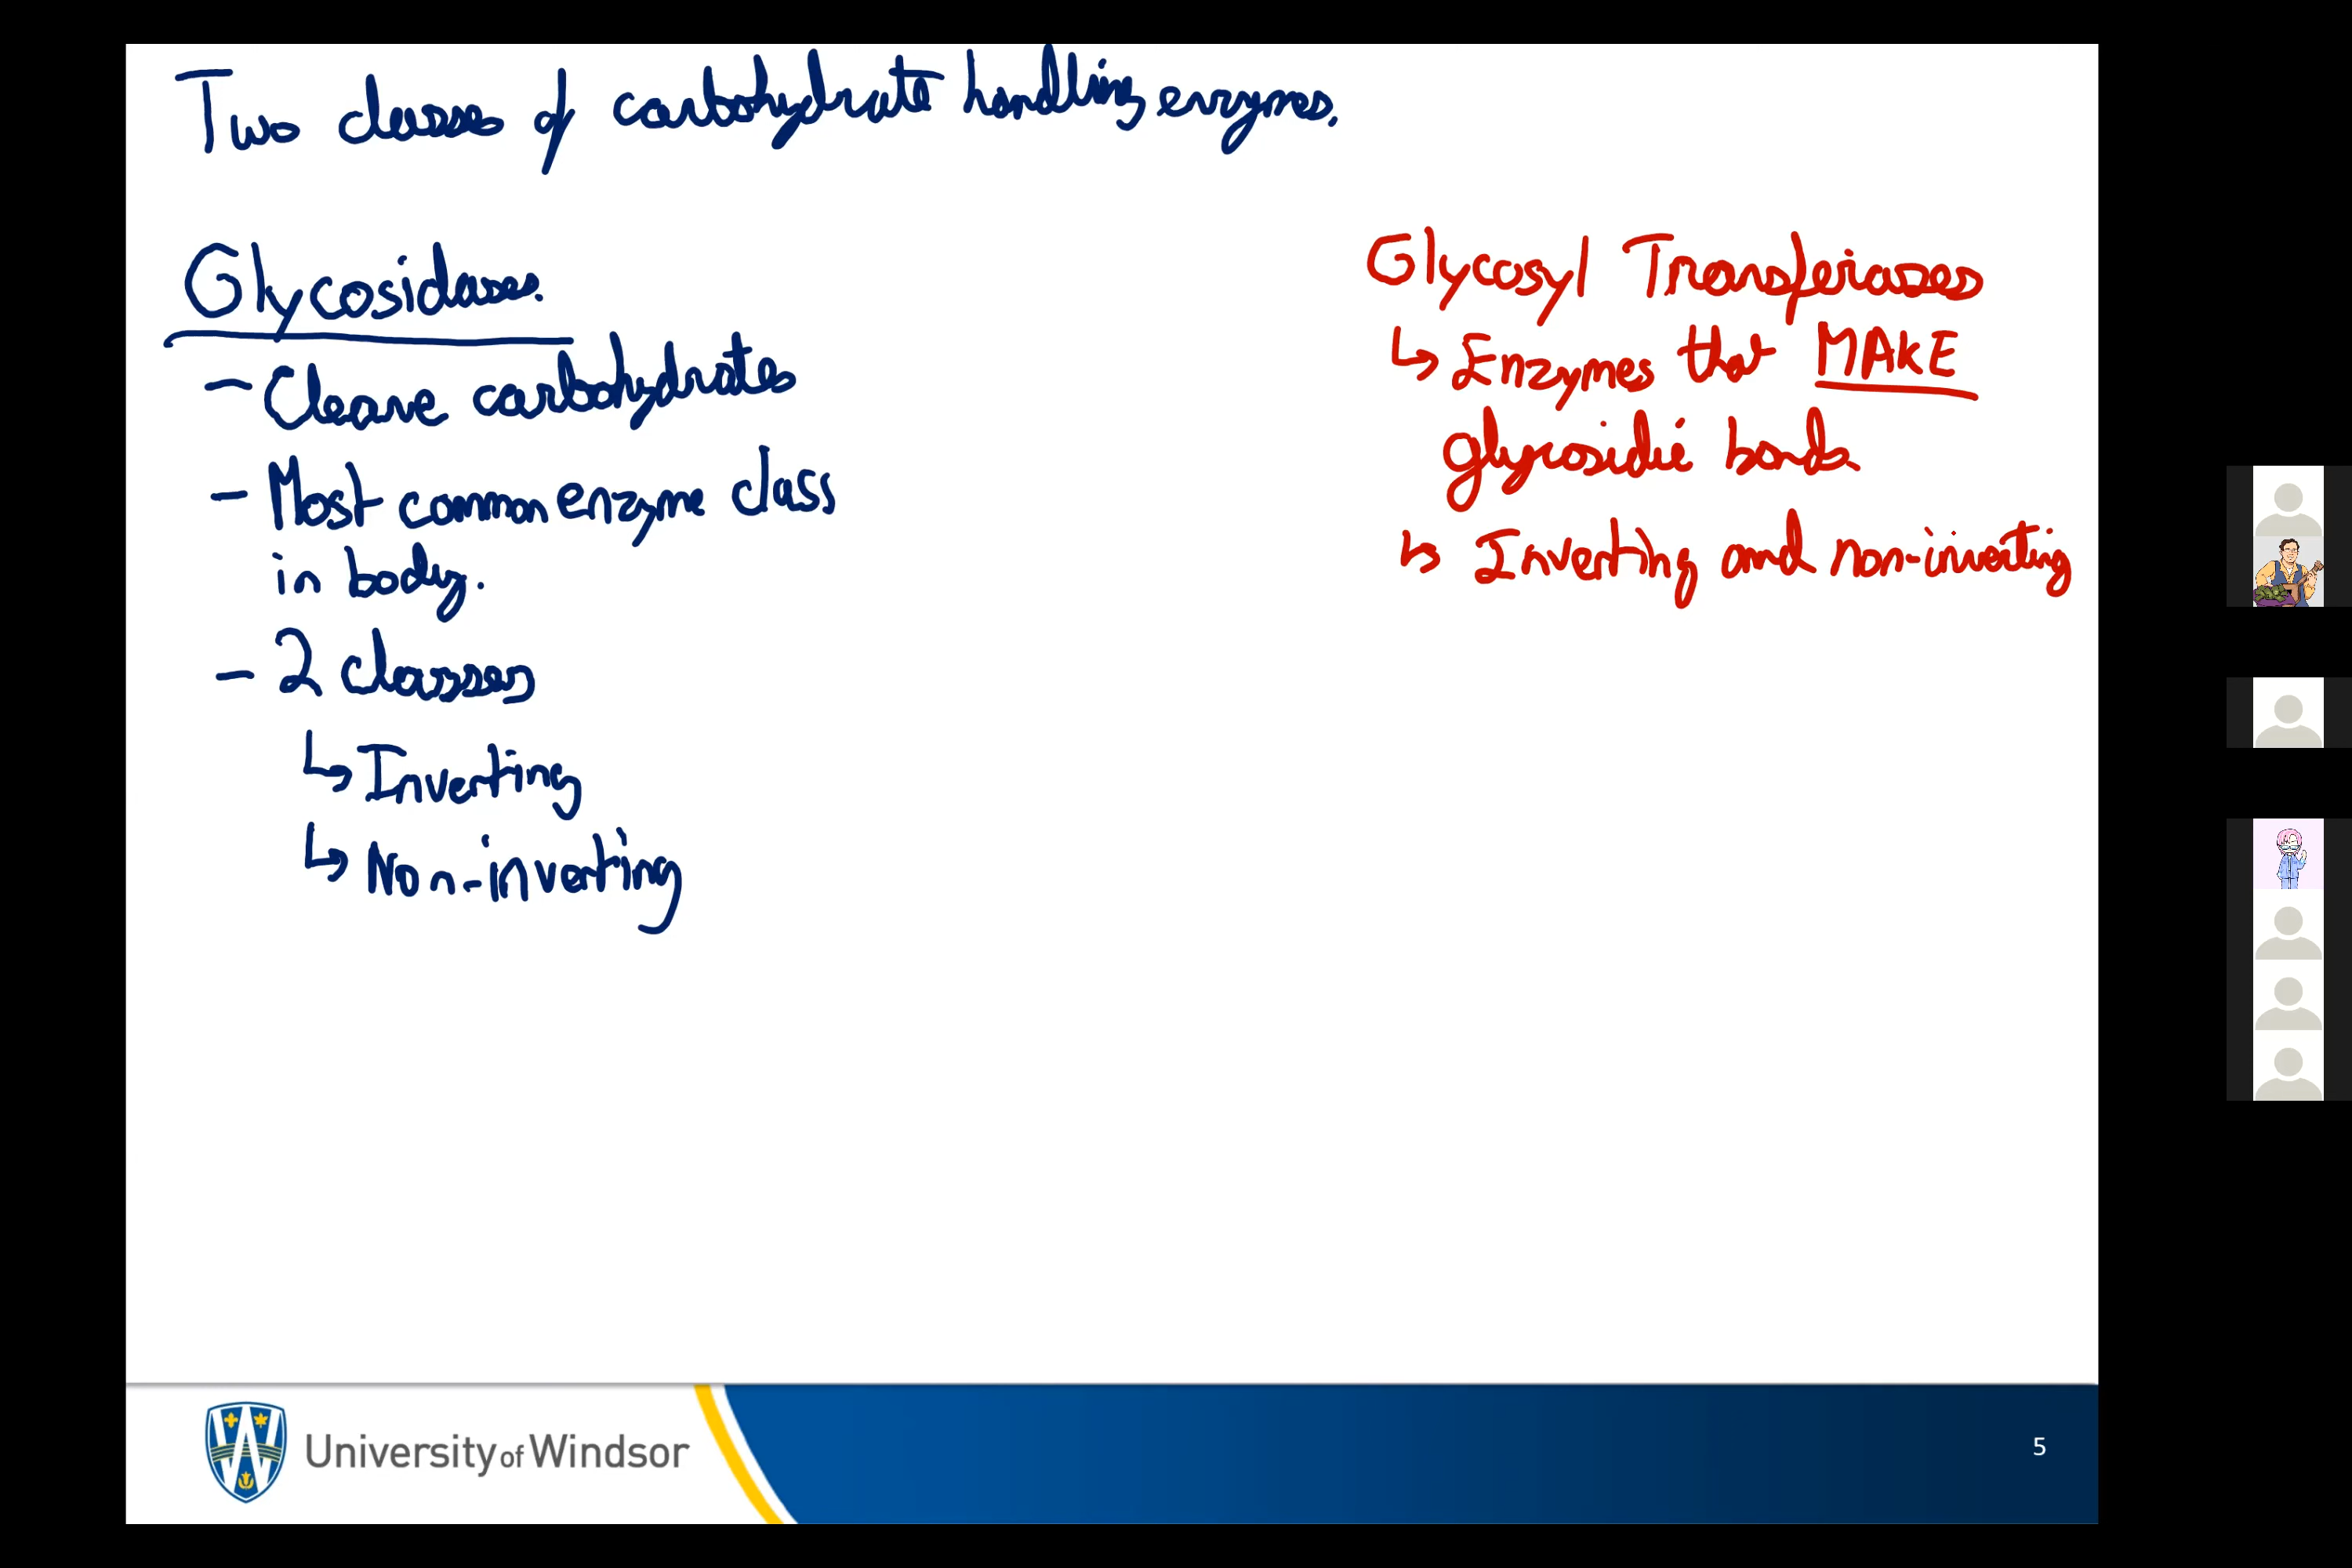 Two classes of carbohydrate handling enzymes.
Glycosidases.
- Cleave carbohydrates
- Most common enzyme class
in body.
- 2 classes
↳ Inverting
↳ Non-inverting
Glycosyl Transferases
↳ Enzymes that MAKE
glycosidic bonds
↳ Inverting and non-inverting
University of Windsor
5